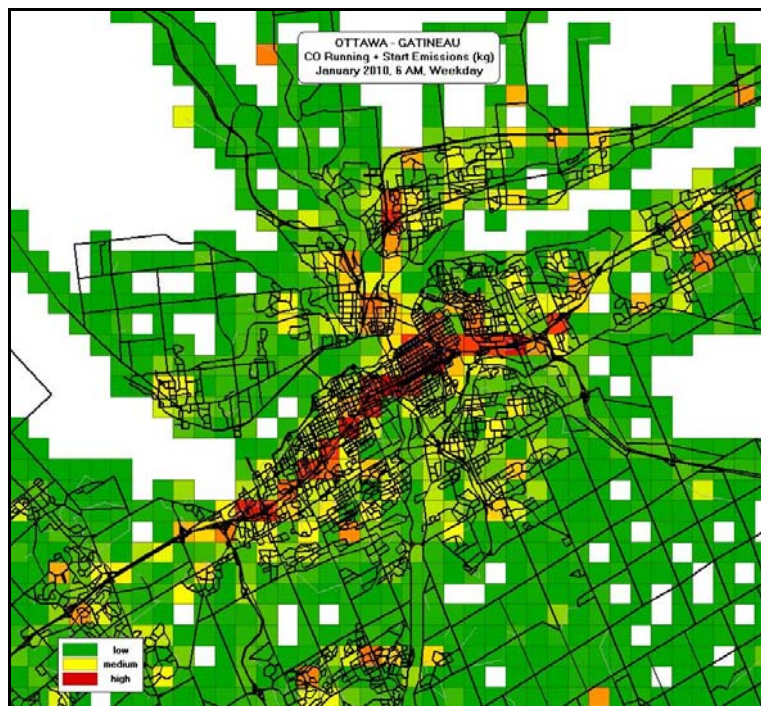 OTTAWA - GATINEAU
CO Running + Start Emissions (kg)
January 2010, 6 AM, Weekday
low
medium
high